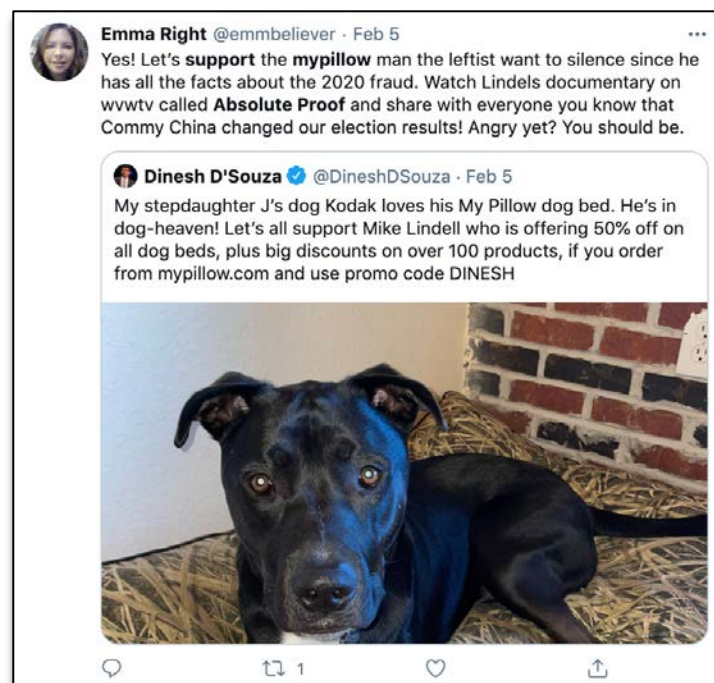 Emma Right @emmbeliever · Feb 5
Yes! Let's support the mypillow man the leftist want to silence since he
has all the facts about the 2020 fraud. Watch Lindels documentary on
wvwtv called Absolute Proof and share with everyone you know that
Commy China changed our election results! Angry yet? You should be.
Dinesh D'Souza @DineshDSouza · Feb 5
My stepdaughter J's dog Kodak loves his My Pillow dog bed. He's in
dog-heaven! Let's all support Mike Lindell who is offering 50% off on
all dog beds, plus big discounts on over 100 products, if you order
from mypillow.com and use promo code DINESH
1